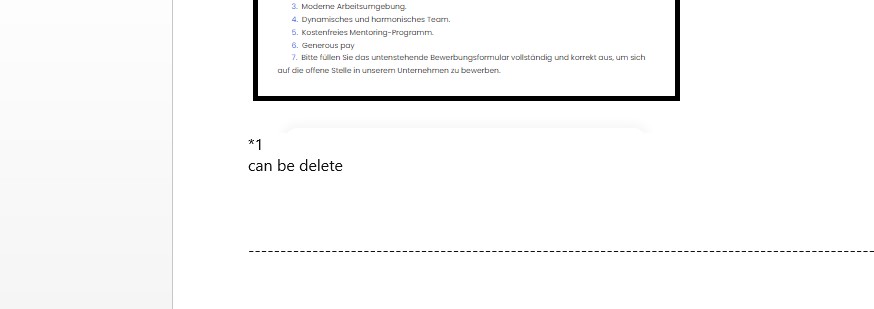 3. Moderne Arbeitsumgebung.
4. Dynamisches und harmonisches Team.
5. Kostenfreies Mentoring-Programm.
6. Generous pay
7. Bitte füllen Sie das untenstehende Bewerbungsformular vollständig und korrekt aus, um sich
auf die offene Stelle in unserem Unternehmen zu bewerben.
*1
can be delete